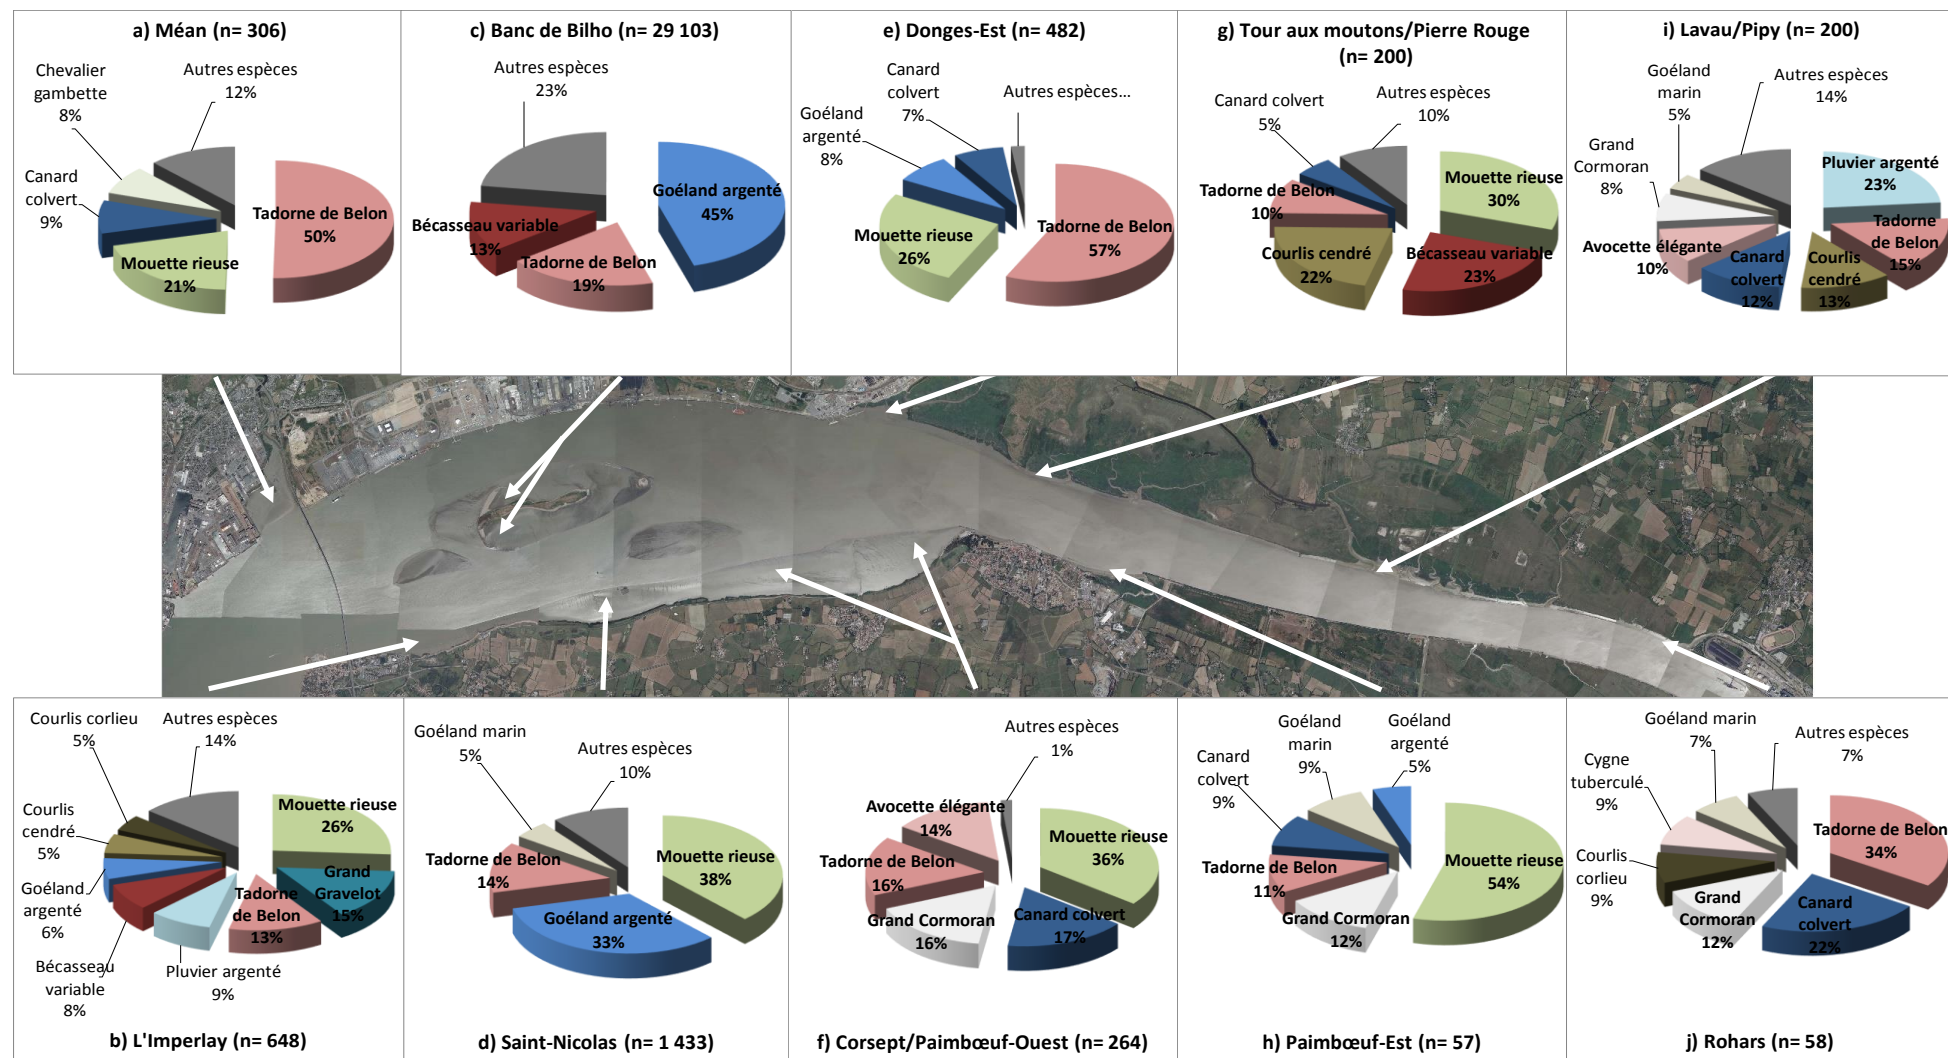 a) Méan (n= 306)
Chevalier
gambette
8%
Autres espèces
12%
Canard
colvert
9%
Tadorne de Belon
50%
Mouette rieuse
21%
c) Banc de Bilho (n= 29 103)
Autres espèces
23%
Goéland argenté
45%
Bécasseau variable
13%
Tadorne de Belon
19%
e) Donges-Est (n= 482)
Canard
colvert
7%
Autres espèces…
Goéland
argenté
8%
Mouette rieuse
26%
Tadorne de Belon
57%
g) Tour aux moutons/Pierre Rouge
(n= 200)
Canard colvert
5%
Autres espèces
10%
Tadorne de Belon
10%
Mouette rieuse
30%
Courlis cendré
22%
Bécasseau variable
23%
i) Lavau/Pipy (n= 200)
Goéland
marin
5%
Autres espèces
14%
Grand
Cormoran
8%
Pluvier argenté
23%
Avocette élégante
10%
Tadorne
de Belon
15%
Canard
colvert
12%
Courlis
cendré
13%
Courlis corlieu
5%
Autres espèces
14%
Courlis
cendré
5%
Mouette rieuse
26%
Grand
Gravelot
15%
Goéland
argenté
6%
Tadorne
de Belon
13%
Bécasseau
variable
8%
Pluvier argenté
9%
b) L'Imperlay (n= 648)
Goéland marin
5%
Autres espèces
10%
Tadorne de Belon
14%
Mouette rieuse
38%
Goéland argenté
33%
d) Saint-Nicolas (n= 1 433)
Autres espèces
1%
Avocette élégante
14%
Mouette rieuse
36%
Tadorne de Belon
16%
Grand Cormoran
16%
Canard colvert
17%
f) Corsept/Paimbœuf-Ouest (n= 264)
Goéland
marin
9%
Goéland
argenté
5%
Canard
colvert
9%
Tadorne de Belon
11%
Mouette rieuse
54%
Grand Cormoran
12%
h) Paimbœuf-Est (n= 57)
Goéland marin
7%
Autres espèces
7%
Cygne
tuberculé
9%
Tadorne de Belon
34%
Courlis
corlieu
9%
Grand
Cormoran
12%
Canard
colvert
22%
j) Rohars (n= 58)